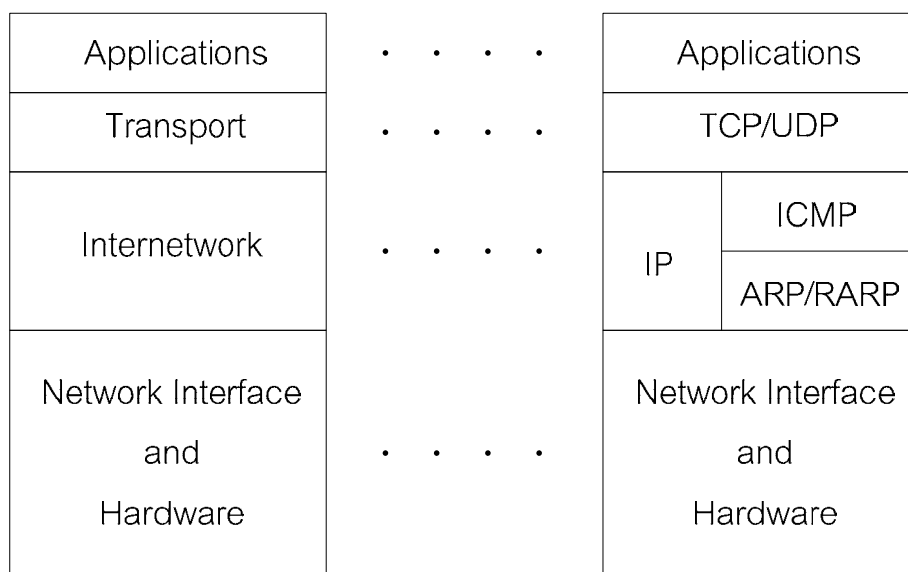 Applications
Applications
Transport
TCP/UDP
Internetwork
IP
ICMP
ARP/RARP
Network Interface
and
Hardware
Network Interface
and
Hardware